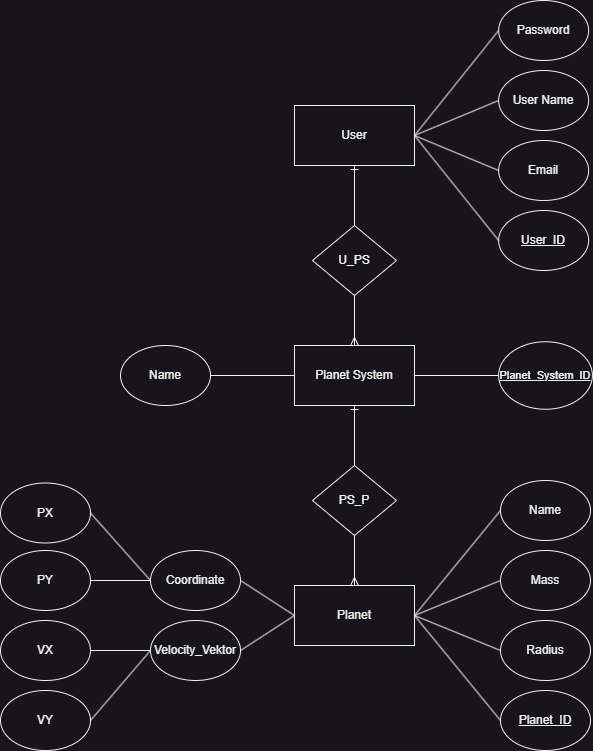 Password
User Name
User
Email
User_ID
U_PS
Name
Planet System
Planet_System_ID
PS_P
Name
PX
PY
Coordinate
Mass
Planet
VX
Velocity_Vektor
Radius
VY
Planet_ID